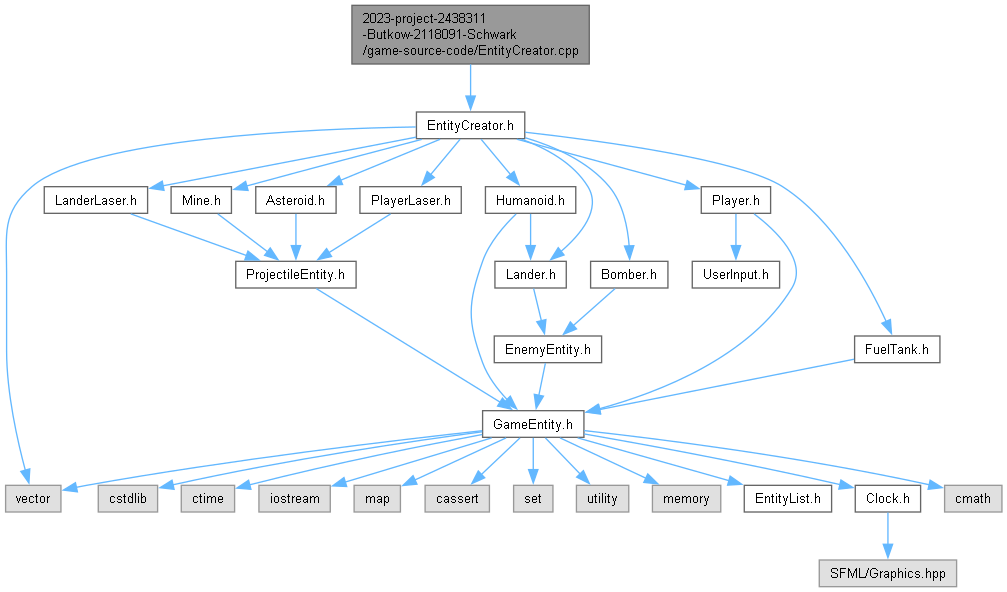 2023-project-2438311
-Butkow-2118091-Schwark
/game-source-code/EntityCreator.cpp
EntityCreator.h
LanderLaser.h
Mine.h
Asteroid.h
PlayerLaser.h
Humanoid.h
Player.h
ProjectileEntity.h
Lander.h
Bomber.h
UserInput.h
EnemyEntity.h
FuelTank.h
GameEntity.h
vector
cstdlib
ctime
iostream
map
cassert
set
utility
memory
EntityList.h
Clock.h
cmath
SFML/Graphics.hpp